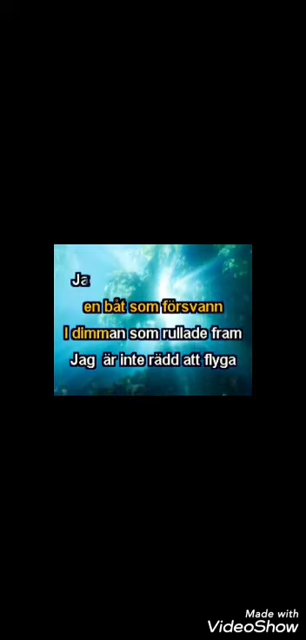 Ja
en båt som försvann
I dimman som rullade fram
Jag är inte rädd att flyga
Made with
VideoShow